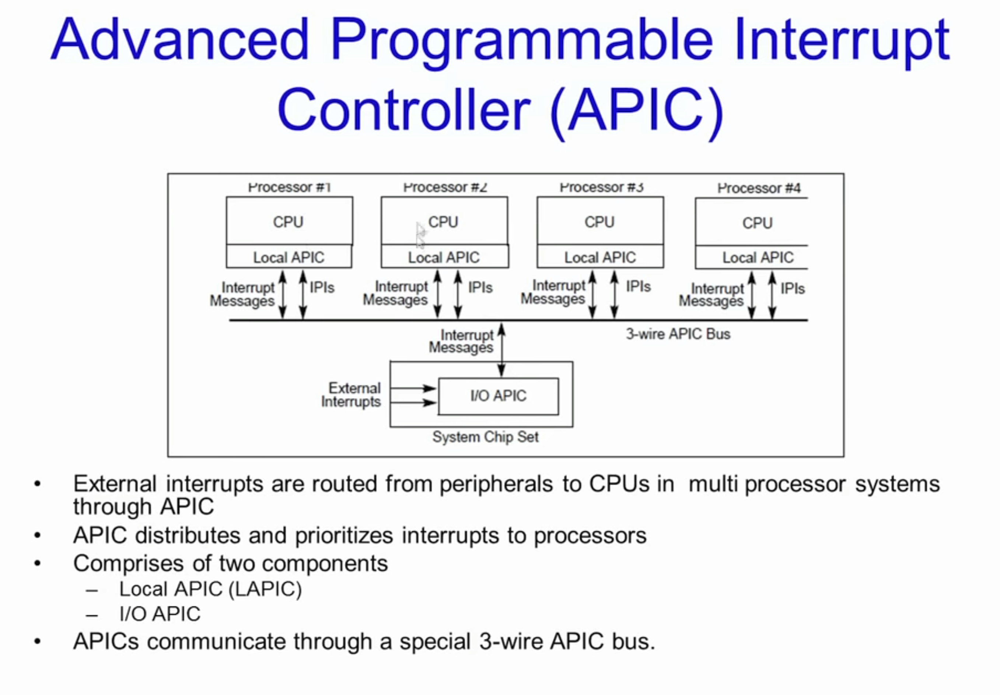 Advanced Programmable Interrupt
Controller (APIC)
Processor #1
Processor #2
Processor #3
Processor #4
CPU
CPU
CPU
CPU
Local APIC
Local APIC
Local APIC
Local APIC
Interrupt
Messages
IPIs
Interrupt
Messages
IPIs
Interrupt
Messages
IPIs
Interrupt
Messages
IPIs
Interrupt
Messages
3-wire APIC Bus
External
Interrupts
I/O APIC
System Chip Set
• External interrupts are routed from peripherals to CPUs in multi processor systems
through APIC
• APIC distributes and prioritizes interrupts to processors
• Comprises of two components
– Local APIC (LAPIC)
– I/O APIC
• APICs communicate through a special 3-wire APIC bus.